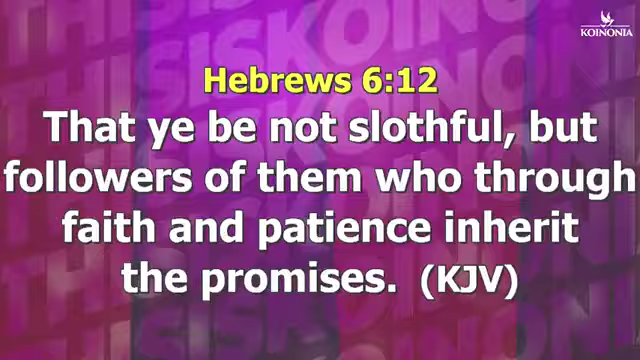 KOINONIA
Hebrews 6:12
That ye be not slothful, but
followers of them who through
faith and patience inherit
the promises. (KJV)